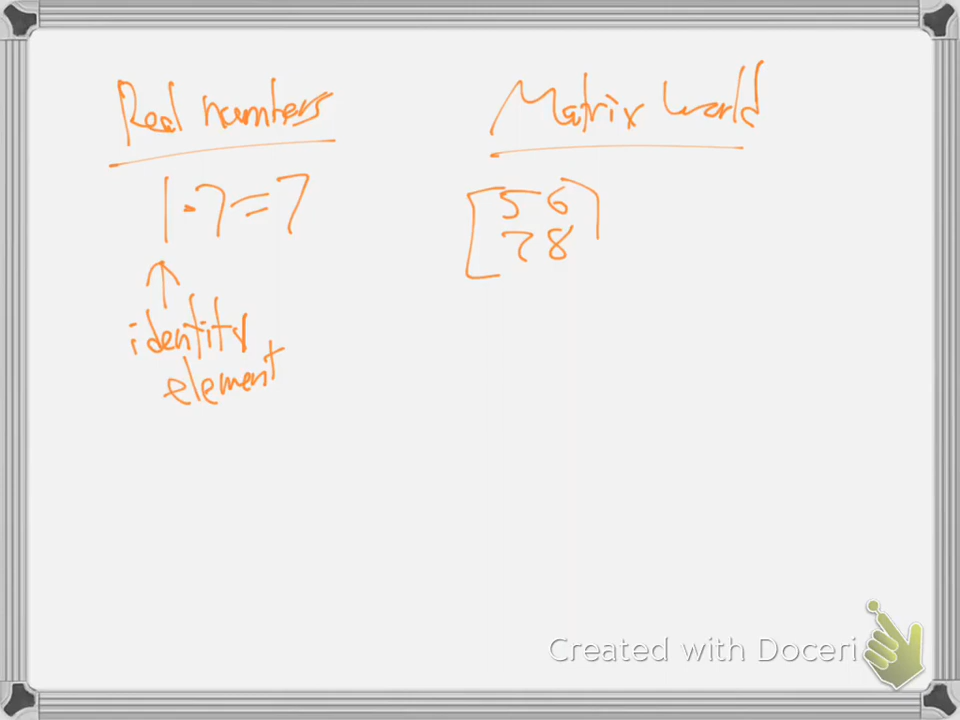 Real numbers
1 · 7 = 7
identity
element
Matrix World
[5 6
7 8]
Created with Doceri